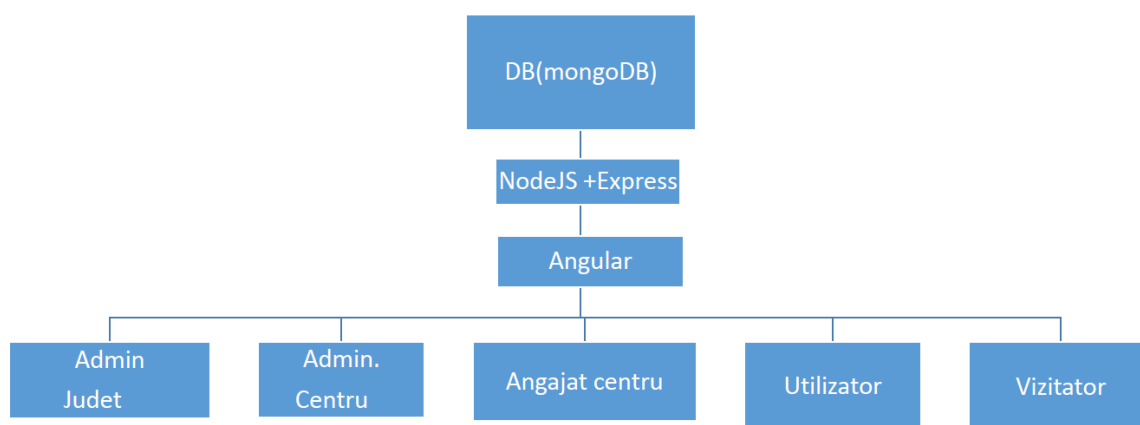 DB(mongoDB)
NodeJS +Express
Angular
Admin
Judet
Admin.
Centru
Angajat centru
Utilizator
Vizitator